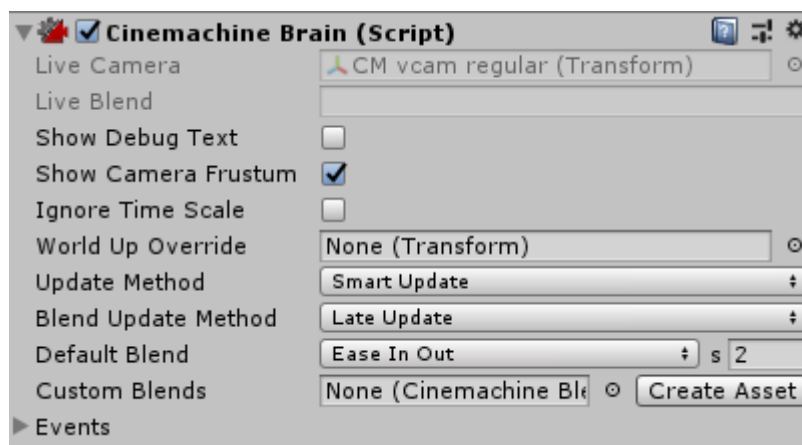 Cinemachine Brain (Script)
Live Camera CM vcam regular (Transform)
Live Blend
Show Debug Text
Show Camera Frustum
Ignore Time Scale
World Up Override None (Transform)
Update Method Smart Update
Blend Update Method Late Update
Default Blend Ease In Out s 2
Custom Blends None (Cinemachine Ble Create Asset
Events